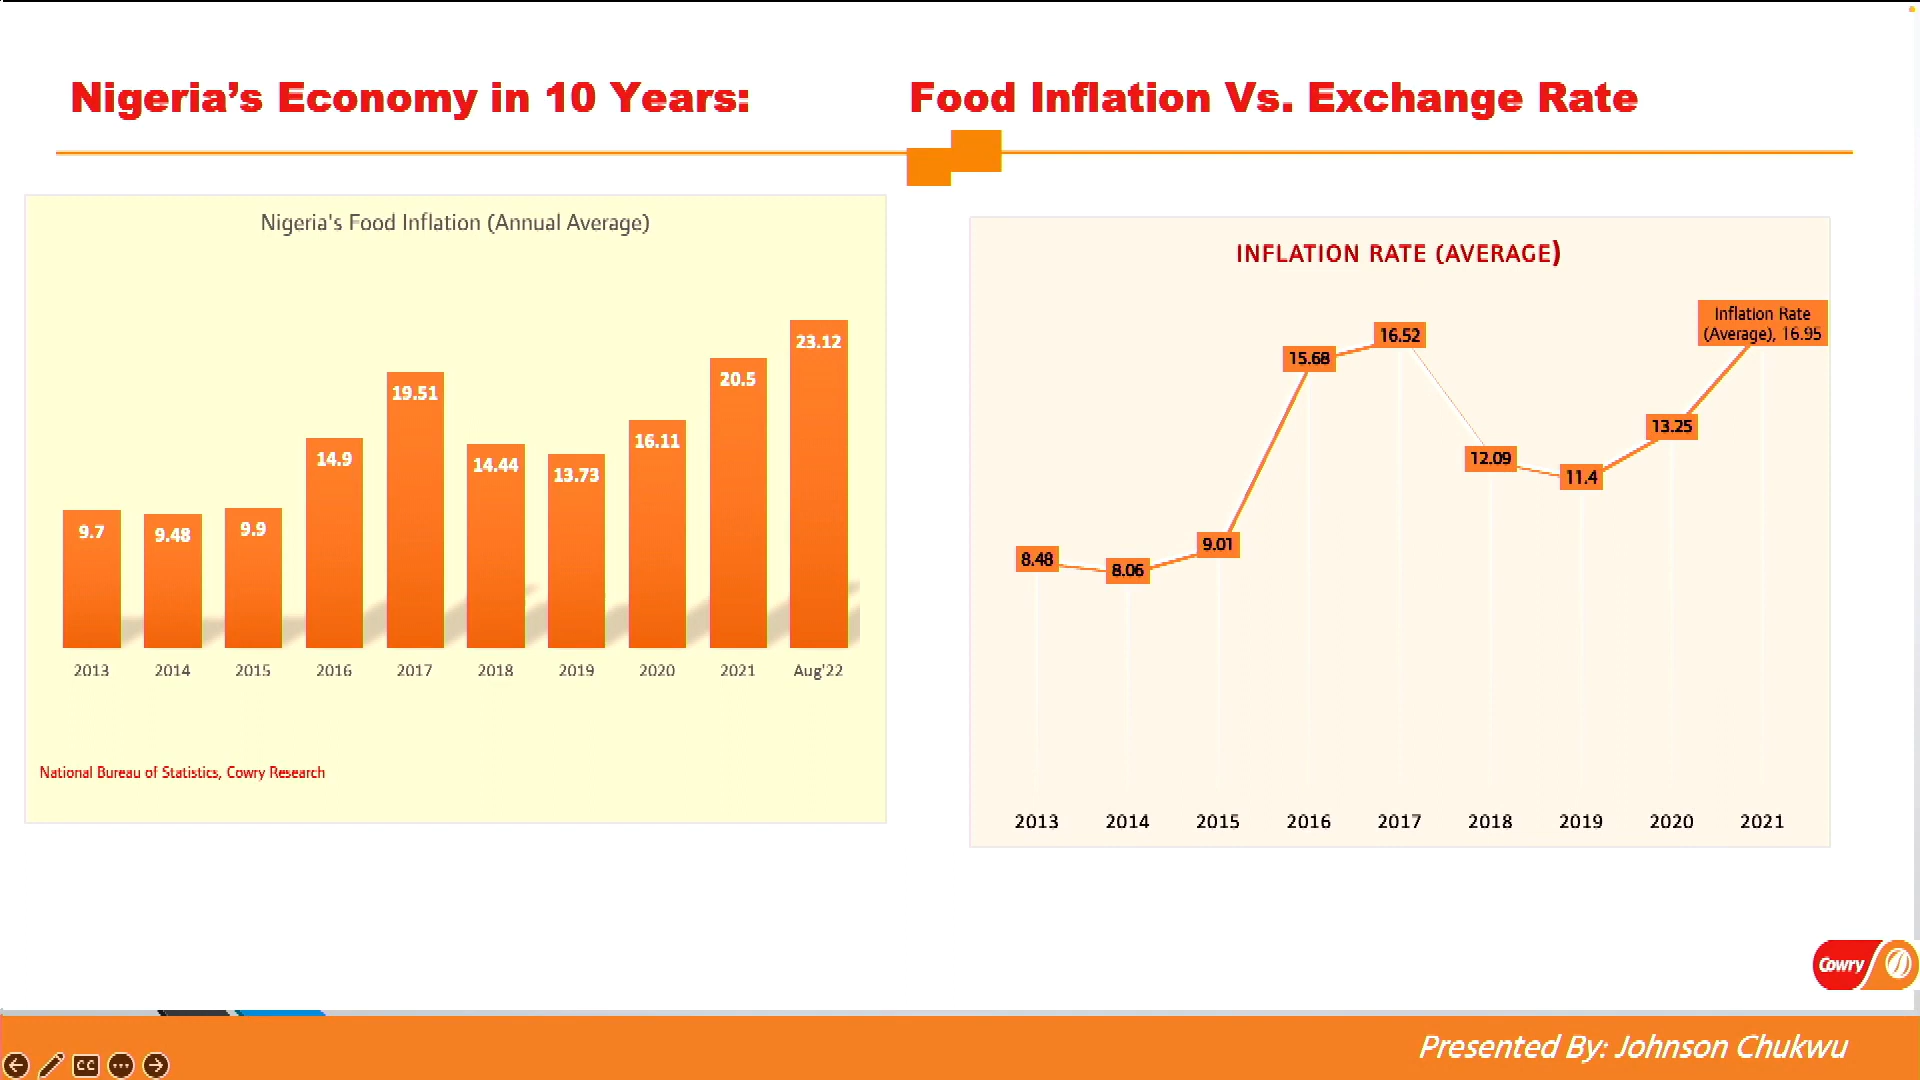 Nigeria's Economy in 10 Years: Food Inflation Vs. Exchange Rate
Nigeria's Food Inflation (Annual Average)
9.7
9.48
9.9
14.9
19.51
14.44
13.73
16.11
20.5
23.12
2013 2014 2015 2016 2017 2018 2019 2020 2021 Aug'22
National Bureau of Statistics, Cowry Research
INFLATION RATE (AVERAGE)
8.48
8.06
9.01
15.68
16.52
12.09
11.4
13.25
Inflation Rate
(Average), 16.95
2013 2014 2015 2016 2017 2018 2019 2020 2021
Cowry
Presented By: Johnson Chukwu
CC